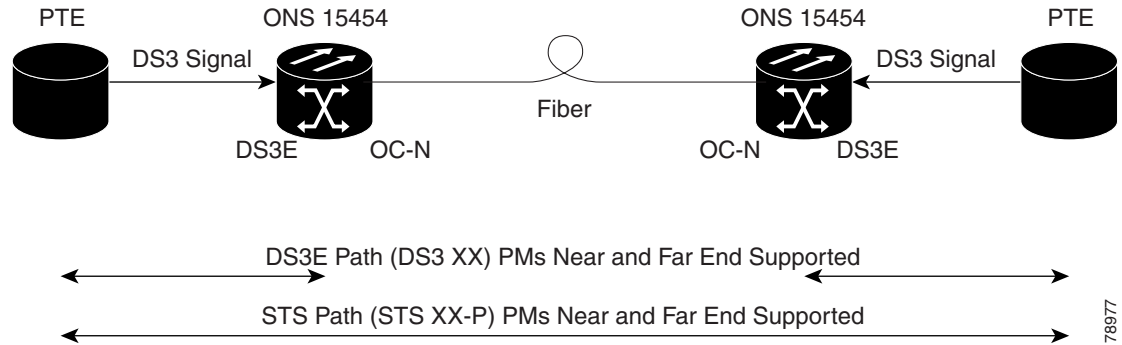 PTE
ONS 15454
ONS 15454
PTE
DS3 Signal
DS3 Signal
Fiber
DS3E
OC-N
OC-N
DS3E
DS3E Path (DS3 XX) PMs Near and Far End Supported
STS Path (STS XX-P) PMs Near and Far End Supported
78977